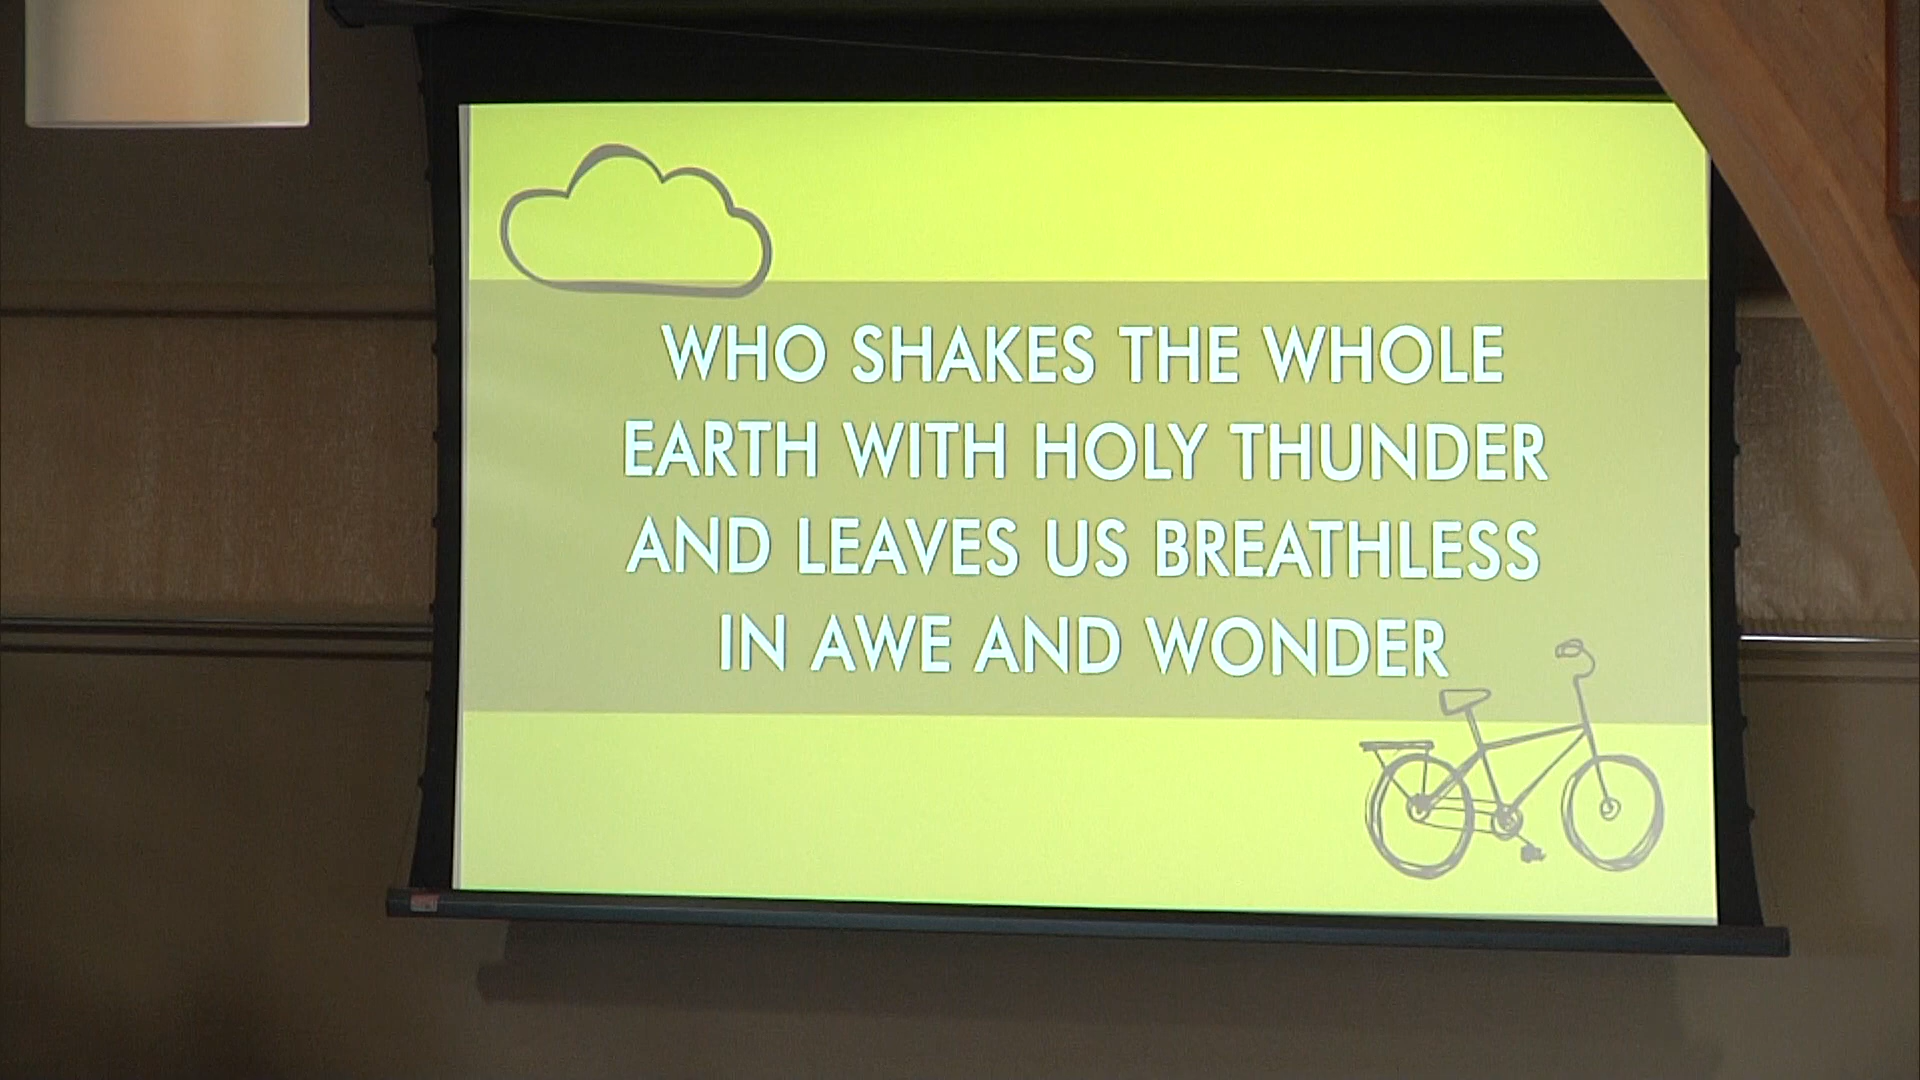 WHO SHAKES THE WHOLE
EARTH WITH HOLY THUNDER
AND LEAVES US BREATHLESS
IN AWE AND WONDER